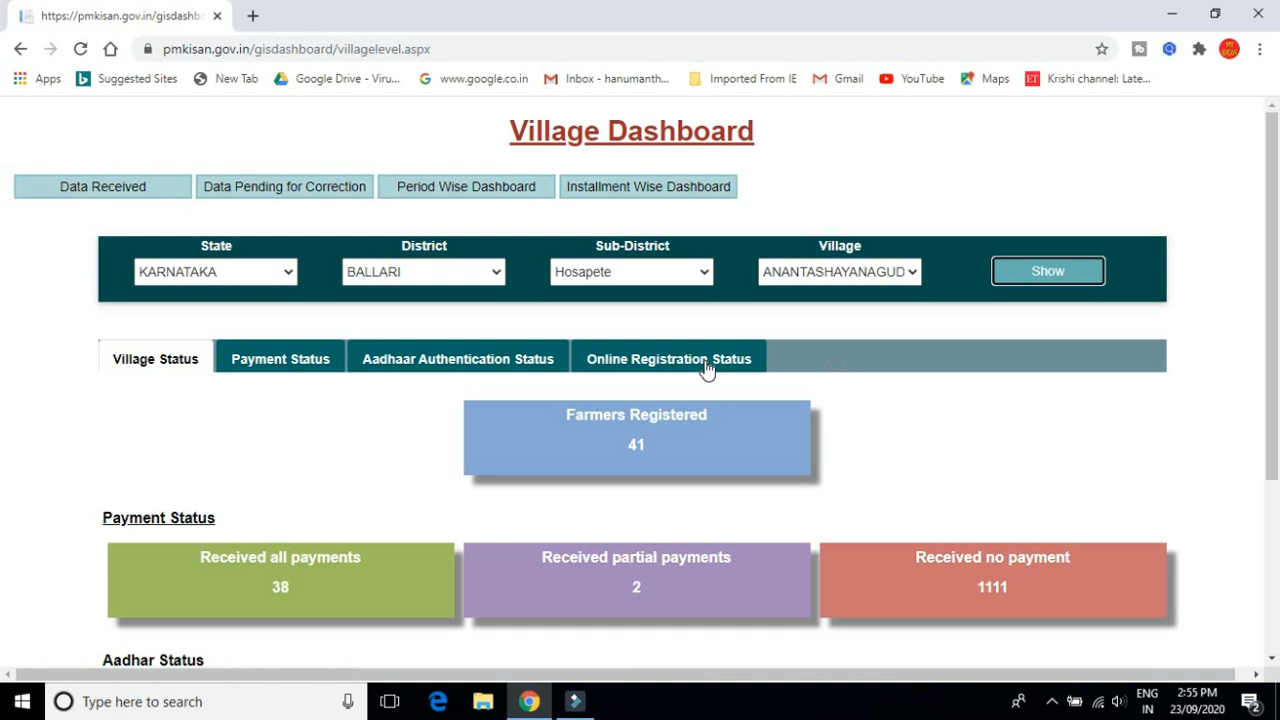 https://pmkisan.gov.in/gisdashbo
pmkisan.gov.in/gisdashboard/villagelevel.aspx
MY IDEAS
Apps Suggested Sites New Tab Google Drive - Viru... www.google.co.in Inbox - hanumanth... Imported From IE Gmail YouTube Maps ET Krishi channel: Late...
Village Dashboard
Data Received Data Pending for Correction Period Wise Dashboard Installment Wise Dashboard
State District Sub-District Village
KARNATAKA BALLARI Hosapete ANANTASHAYANAGUD Show
Village Status Payment Status Aadhaar Authentication Status Online Registration Status
Farmers Registered
41
Payment Status
Received all payments Received partial payments Received no payment
38 2 1111
Aadhar Status
Type here to search
ENG 2:55 PM
IN 23/09/2020 2